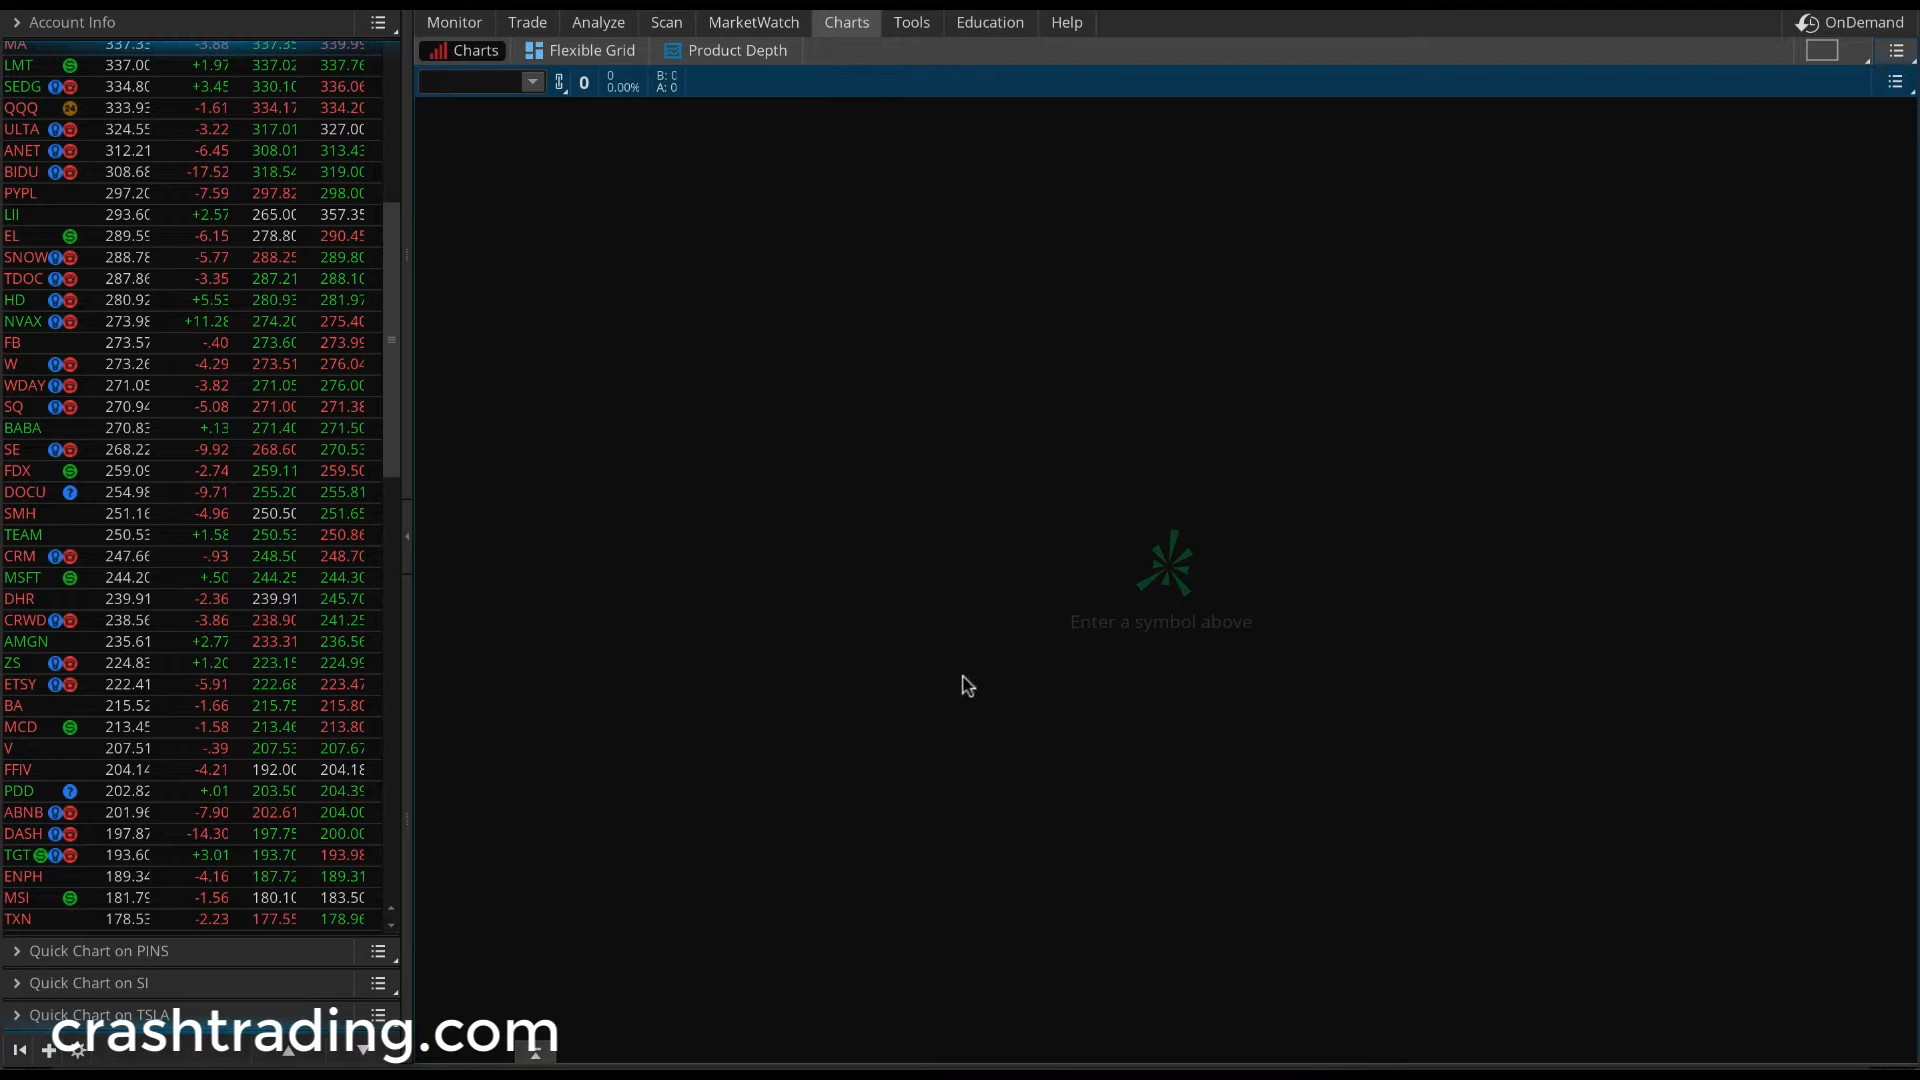 Account Info
Monitor Trade Analyze Scan MarketWatch Charts Tools Education Help OnDemand
Charts Flexible Grid Product Depth
0 0 0.00% B: 0 A: 0
MA 337.33 -3.88 337.35 339.99
LMT 337.00 +1.97 337.02 337.76
SEDG 334.80 +3.45 330.10 336.06
QQQ 24 333.93 -1.61 334.17 334.20
ULTA 324.55 -3.22 317.01 327.00
ANET 312.21 -6.45 308.01 313.43
BIDU 308.68 -17.52 318.54 319.00
PYPL 297.20 -7.59 297.82 298.00
LII 293.60 +2.57 265.00 357.35
EL S 289.59 -6.15 278.80 290.45
SNOW 288.78 -5.77 288.25 289.80
TDOC 287.86 -3.35 287.21 288.10
HD 280.92 +5.53 280.93 281.97
NVAX 273.98 +11.28 274.20 275.40
FB 273.57 -.40 273.60 273.99
W 273.26 -4.29 273.51 276.04
WDAY 271.05 -3.82 271.05 276.00
SQ 270.94 -5.08 271.00 271.38
BABA 270.83 +.13 271.40 271.50
SE 268.22 -9.92 268.60 270.53
FDX S 259.09 -2.74 259.11 259.50
DOCU ? 254.98 -9.71 255.20 255.81
SMH 251.16 -4.96 250.50 251.65
TEAM 250.53 +1.58 250.53 250.86
CRM 247.66 -.93 248.50 248.70
MSFT S 244.20 +.50 244.25 244.30
DHR 239.91 -2.36 239.91 245.70
CRWD 238.56 -3.86 238.90 241.25
AMGN 235.61 +2.77 233.31 236.56
ZS 224.83 +1.20 223.15 224.99
ETSY 222.41 -5.91 222.68 223.47
BA 215.52 -1.66 215.75 215.80
MCD S 213.45 -1.58 213.46 213.80
V 207.51 -.39 207.53 207.67
FFIV 204.14 -4.21 192.00 204.18
PDD ? 202.82 +.01 203.50 204.39
ABNB 201.96 -7.90 202.61 204.00
DASH 197.87 -14.30 197.75 200.00
TGT S 193.60 +3.01 193.70 193.98
ENPH 189.34 -4.16 187.72 189.31
MSI S 181.79 -1.56 180.10 183.50
TXN 178.53 -2.23 177.55 178.96
Enter a symbol above
Quick Chart on PINS
Quick Chart on SI
Quick Chart on TSLA
crashtrading.com